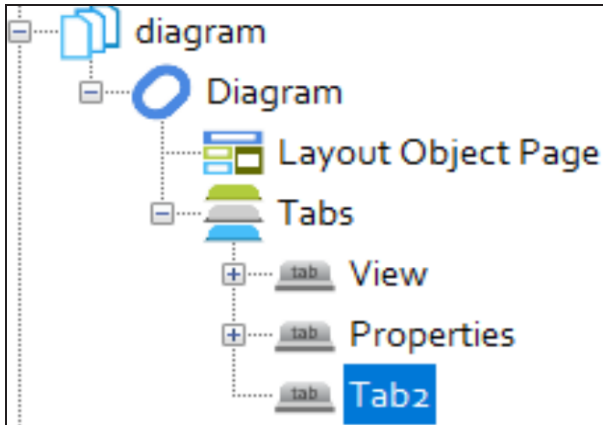 diagram
Diagram
Layout Object Page
Tabs
tab View
tab Properties
tab Tab2